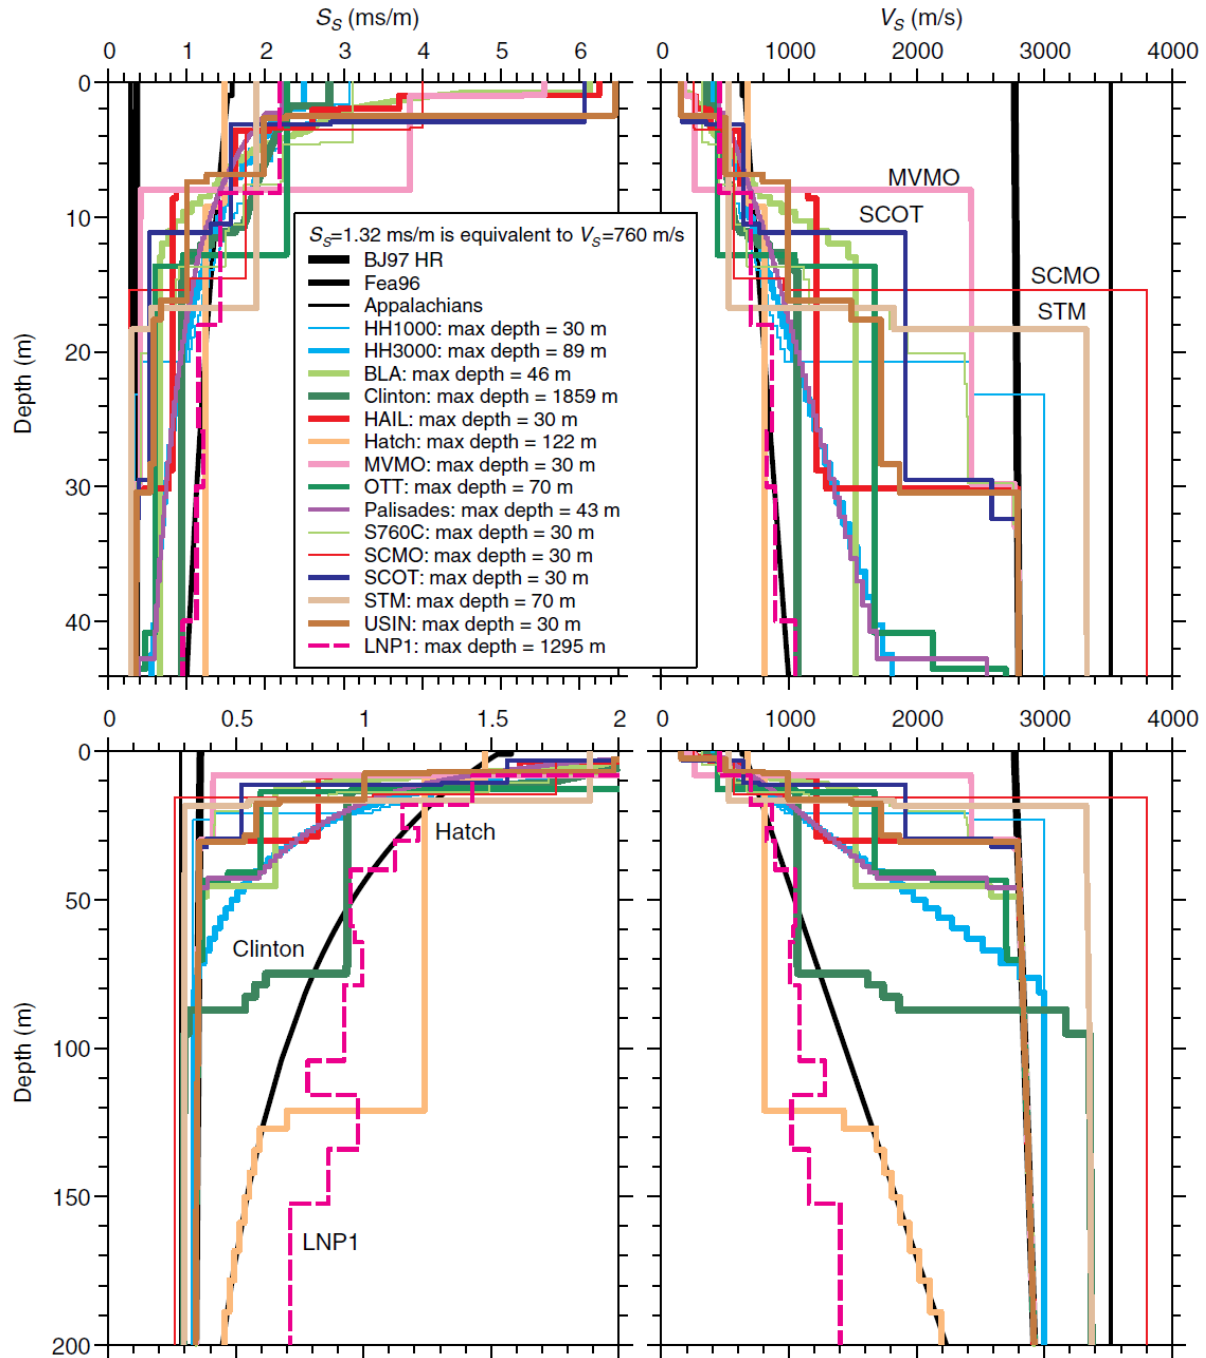 S_S (ms/m)
V_S (m/s)
0 1 2 3 4 5 6
0 1000 2000 3000 4000
0
10
20
30
40
Depth (m)
MVMO
SCOT
SCMO
STM
S_S=1.32 ms/m is equivalent to V_S=760 m/s
BJ97 HR
Fea96
Appalachians
HH1000: max depth = 30 m
HH3000: max depth = 89 m
BLA: max depth = 46 m
Clinton: max depth = 1859 m
HAIL: max depth = 30 m
Hatch: max depth = 122 m
MVMO: max depth = 30 m
OTT: max depth = 70 m
Palisades: max depth = 43 m
S760C: max depth = 30 m
SCMO: max depth = 30 m
SCOT: max depth = 30 m
STM: max depth = 70 m
USIN: max depth = 30 m
LNP1: max depth = 1295 m
0 0.5 1 1.5 2
0 1000 2000 3000 4000
0
50
100
150
200
Depth (m)
Hatch
Clinton
LNP1